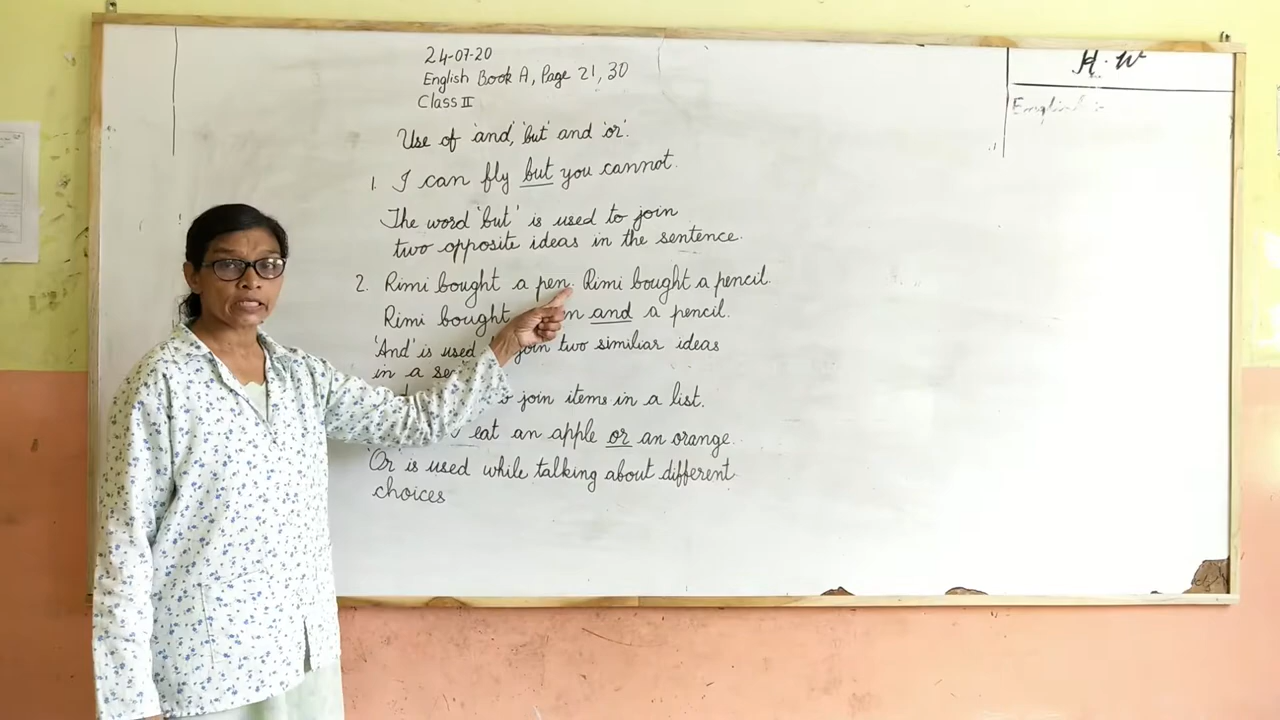 24-07-20
English Book A, Page 21, 30
Class II
Use of 'and', 'but' and 'or'.
1. I can fly but you cannot.
The word 'but' is used to join
two opposite ideas in the sentence.
2. Rimi bought a pen. Rimi bought a pencil.
Rimi bought and a pencil.
'And' is used join two similiar ideas
in a
join items in a list.
eat an apple or an orange.
'Or' is used while talking about different
choices
H.W
English :-